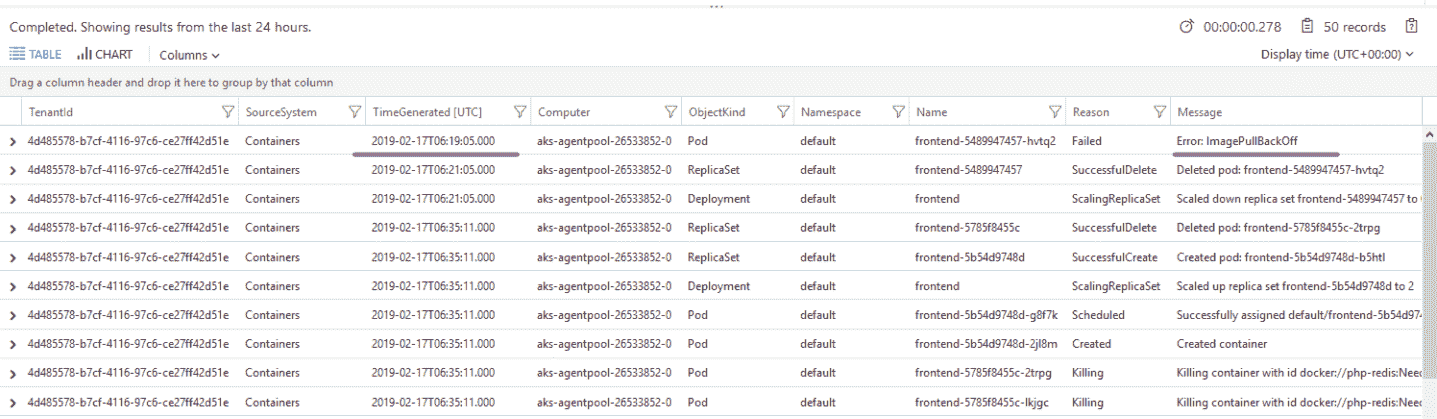 Completed. Showing results from the last 24 hours. 00:00:00.278 50 records
TABLE CHART Columns Display time (UTC+00:00)
Drag a column header and drop it here to group by that column
TenantId SourceSystem TimeGenerated [UTC] Computer ObjectKind Namespace Name Reason Message
4d485578-b7cf-4116-97c6-ce27ff42d51e Containers 2019-02-17T06:19:05.000 aks-agentpool-26533852-0 Pod default frontend-5489947457-hvtq2 Failed Error: ImagePullBackOff
4d485578-b7cf-4116-97c6-ce27ff42d51e Containers 2019-02-17T06:21:05.000 aks-agentpool-26533852-0 ReplicaSet default frontend-5489947457 SuccessfulDelete Deleted pod: frontend-5489947457-hvtq2
4d485578-b7cf-4116-97c6-ce27ff42d51e Containers 2019-02-17T06:21:05.000 aks-agentpool-26533852-0 Deployment default frontend ScalingReplicaSet Scaled down replica set frontend-5489947457 to
4d485578-b7cf-4116-97c6-ce27ff42d51e Containers 2019-02-17T06:35:11.000 aks-agentpool-26533852-0 ReplicaSet default frontend-5785f8455c SuccessfulDelete Deleted pod: frontend-5785f8455c-2trpg
4d485578-b7cf-4116-97c6-ce27ff42d51e Containers 2019-02-17T06:35:11.000 aks-agentpool-26533852-0 ReplicaSet default frontend-5b54d9748d SuccessfulCreate Created pod: frontend-5b54d9748d-b5htl
4d485578-b7cf-4116-97c6-ce27ff42d51e Containers 2019-02-17T06:35:11.000 aks-agentpool-26533852-0 Deployment default frontend ScalingReplicaSet Scaled up replica set frontend-5b54d9748d to 2
4d485578-b7cf-4116-97c6-ce27ff42d51e Containers 2019-02-17T06:35:11.000 aks-agentpool-26533852-0 Pod default frontend-5b54d9748d-g8f7k Scheduled Successfully assigned default/frontend-5b54d974
4d485578-b7cf-4116-97c6-ce27ff42d51e Containers 2019-02-17T06:35:11.000 aks-agentpool-26533852-0 Pod default frontend-5b54d9748d-2jl8m Created Created container
4d485578-b7cf-4116-97c6-ce27ff42d51e Containers 2019-02-17T06:35:11.000 aks-agentpool-26533852-0 Pod default frontend-5785f8455c-2trpg Killing Killing container with id docker://php-redis:Need
4d485578-b7cf-4116-97c6-ce27ff42d51e Containers 2019-02-17T06:35:11.000 aks-agentpool-26533852-0 Pod default frontend-5785f8455c-lkjgc Killing Killing container with id docker://php-redis:Need